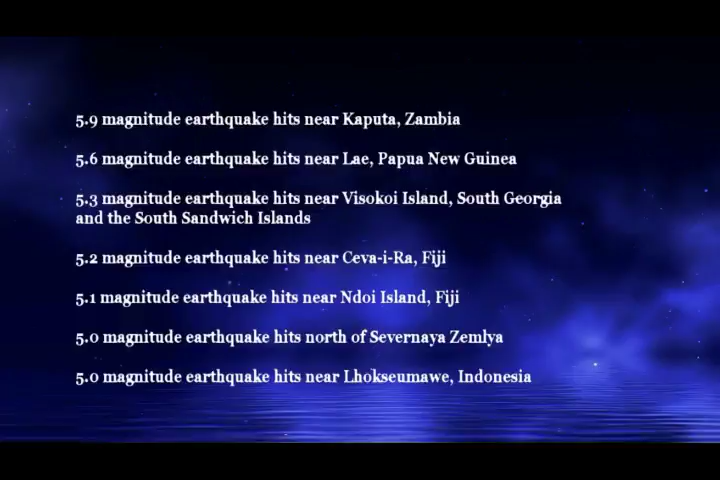 5.9 magnitude earthquake hits near Kaputa, Zambia
5.6 magnitude earthquake hits near Lae, Papua New Guinea
5.3 magnitude earthquake hits near Visokoi Island, South Georgia
and the South Sandwich Islands
5.2 magnitude earthquake hits near Ceva-i-Ra, Fiji
5.1 magnitude earthquake hits near Ndoi Island, Fiji
5.0 magnitude earthquake hits north of Severnaya Zemlya
5.0 magnitude earthquake hits near Lhokseumawe, Indonesia